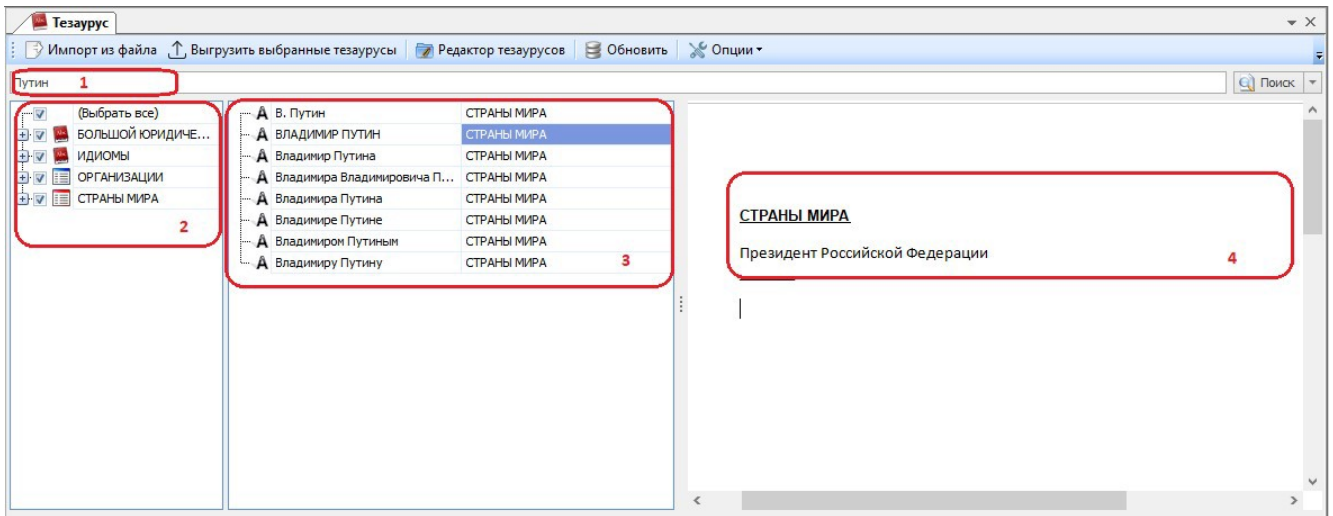 Тезаурус
Импорт из файла Выгрузить выбранные тезаурусы Редактор тезаурусов Обновить Опции
Путин 1 Поиск
(Выбрать все)
БОЛЬШОЙ ЮРИДИЧЕ...
ИДИОМЫ
ОРГАНИЗАЦИИ
СТРАНЫ МИРА
2
В. Путин СТРАНЫ МИРА
ВЛАДИМИР ПУТИН СТРАНЫ МИРА
Владимир Путина СТРАНЫ МИРА
Владимира Владимировича П... СТРАНЫ МИРА
Владимира Путина СТРАНЫ МИРА
Владимире Путине СТРАНЫ МИРА
Владимиром Путиным СТРАНЫ МИРА
Владимиру Путину СТРАНЫ МИРА 3
СТРАНЫ МИРА
Президент Российской Федерации 4